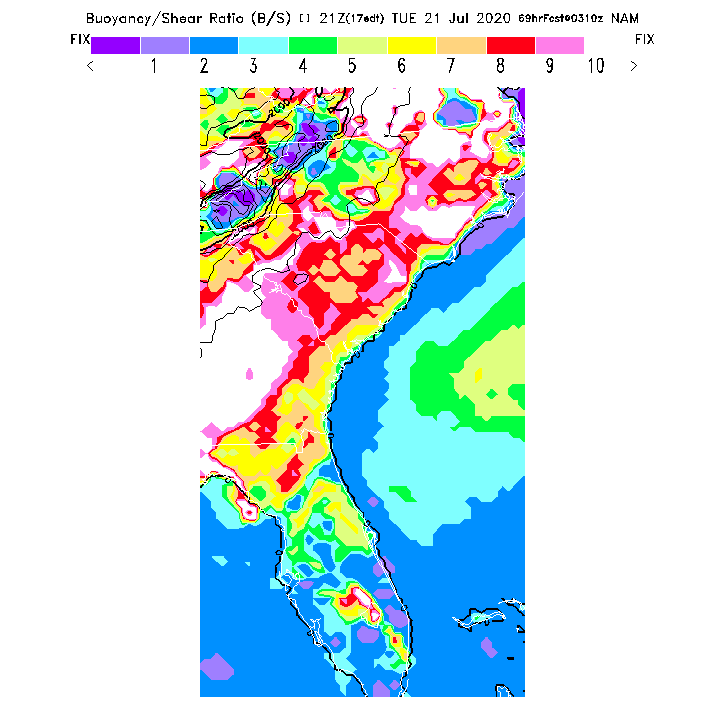 Buoyancy/Shear Ratio (B/S) [] 21Z(17edt) TUE 21 Jul 2020 69hrFcst@0310z NAM
FIX FIX
< 1 2 3 4 5 6 7 8 9 10 >
2000